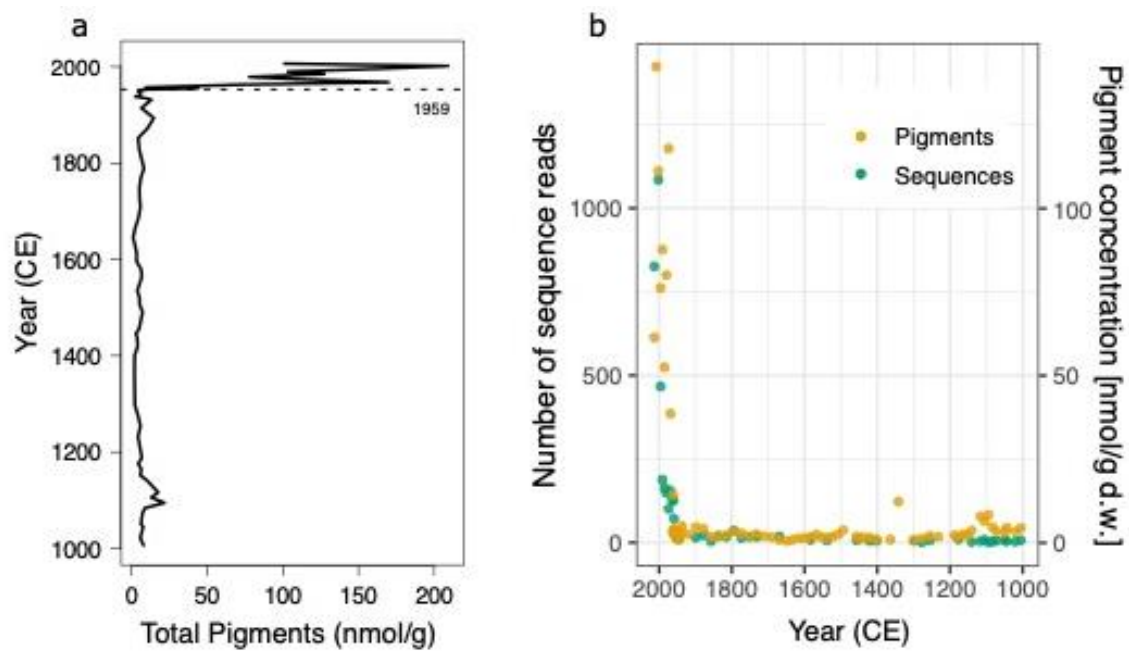 a
2000
1800
1600
1400
1200
1000
1959
Year (CE)
0 50 100 150 200
Total Pigments (nmol/g)
b
Pigments
Sequences
1000
500
0
Number of sequence reads
100
50
0
Pigment concentration [nmol/g d.w.]
2000 1800 1600 1400 1200 1000
Year (CE)